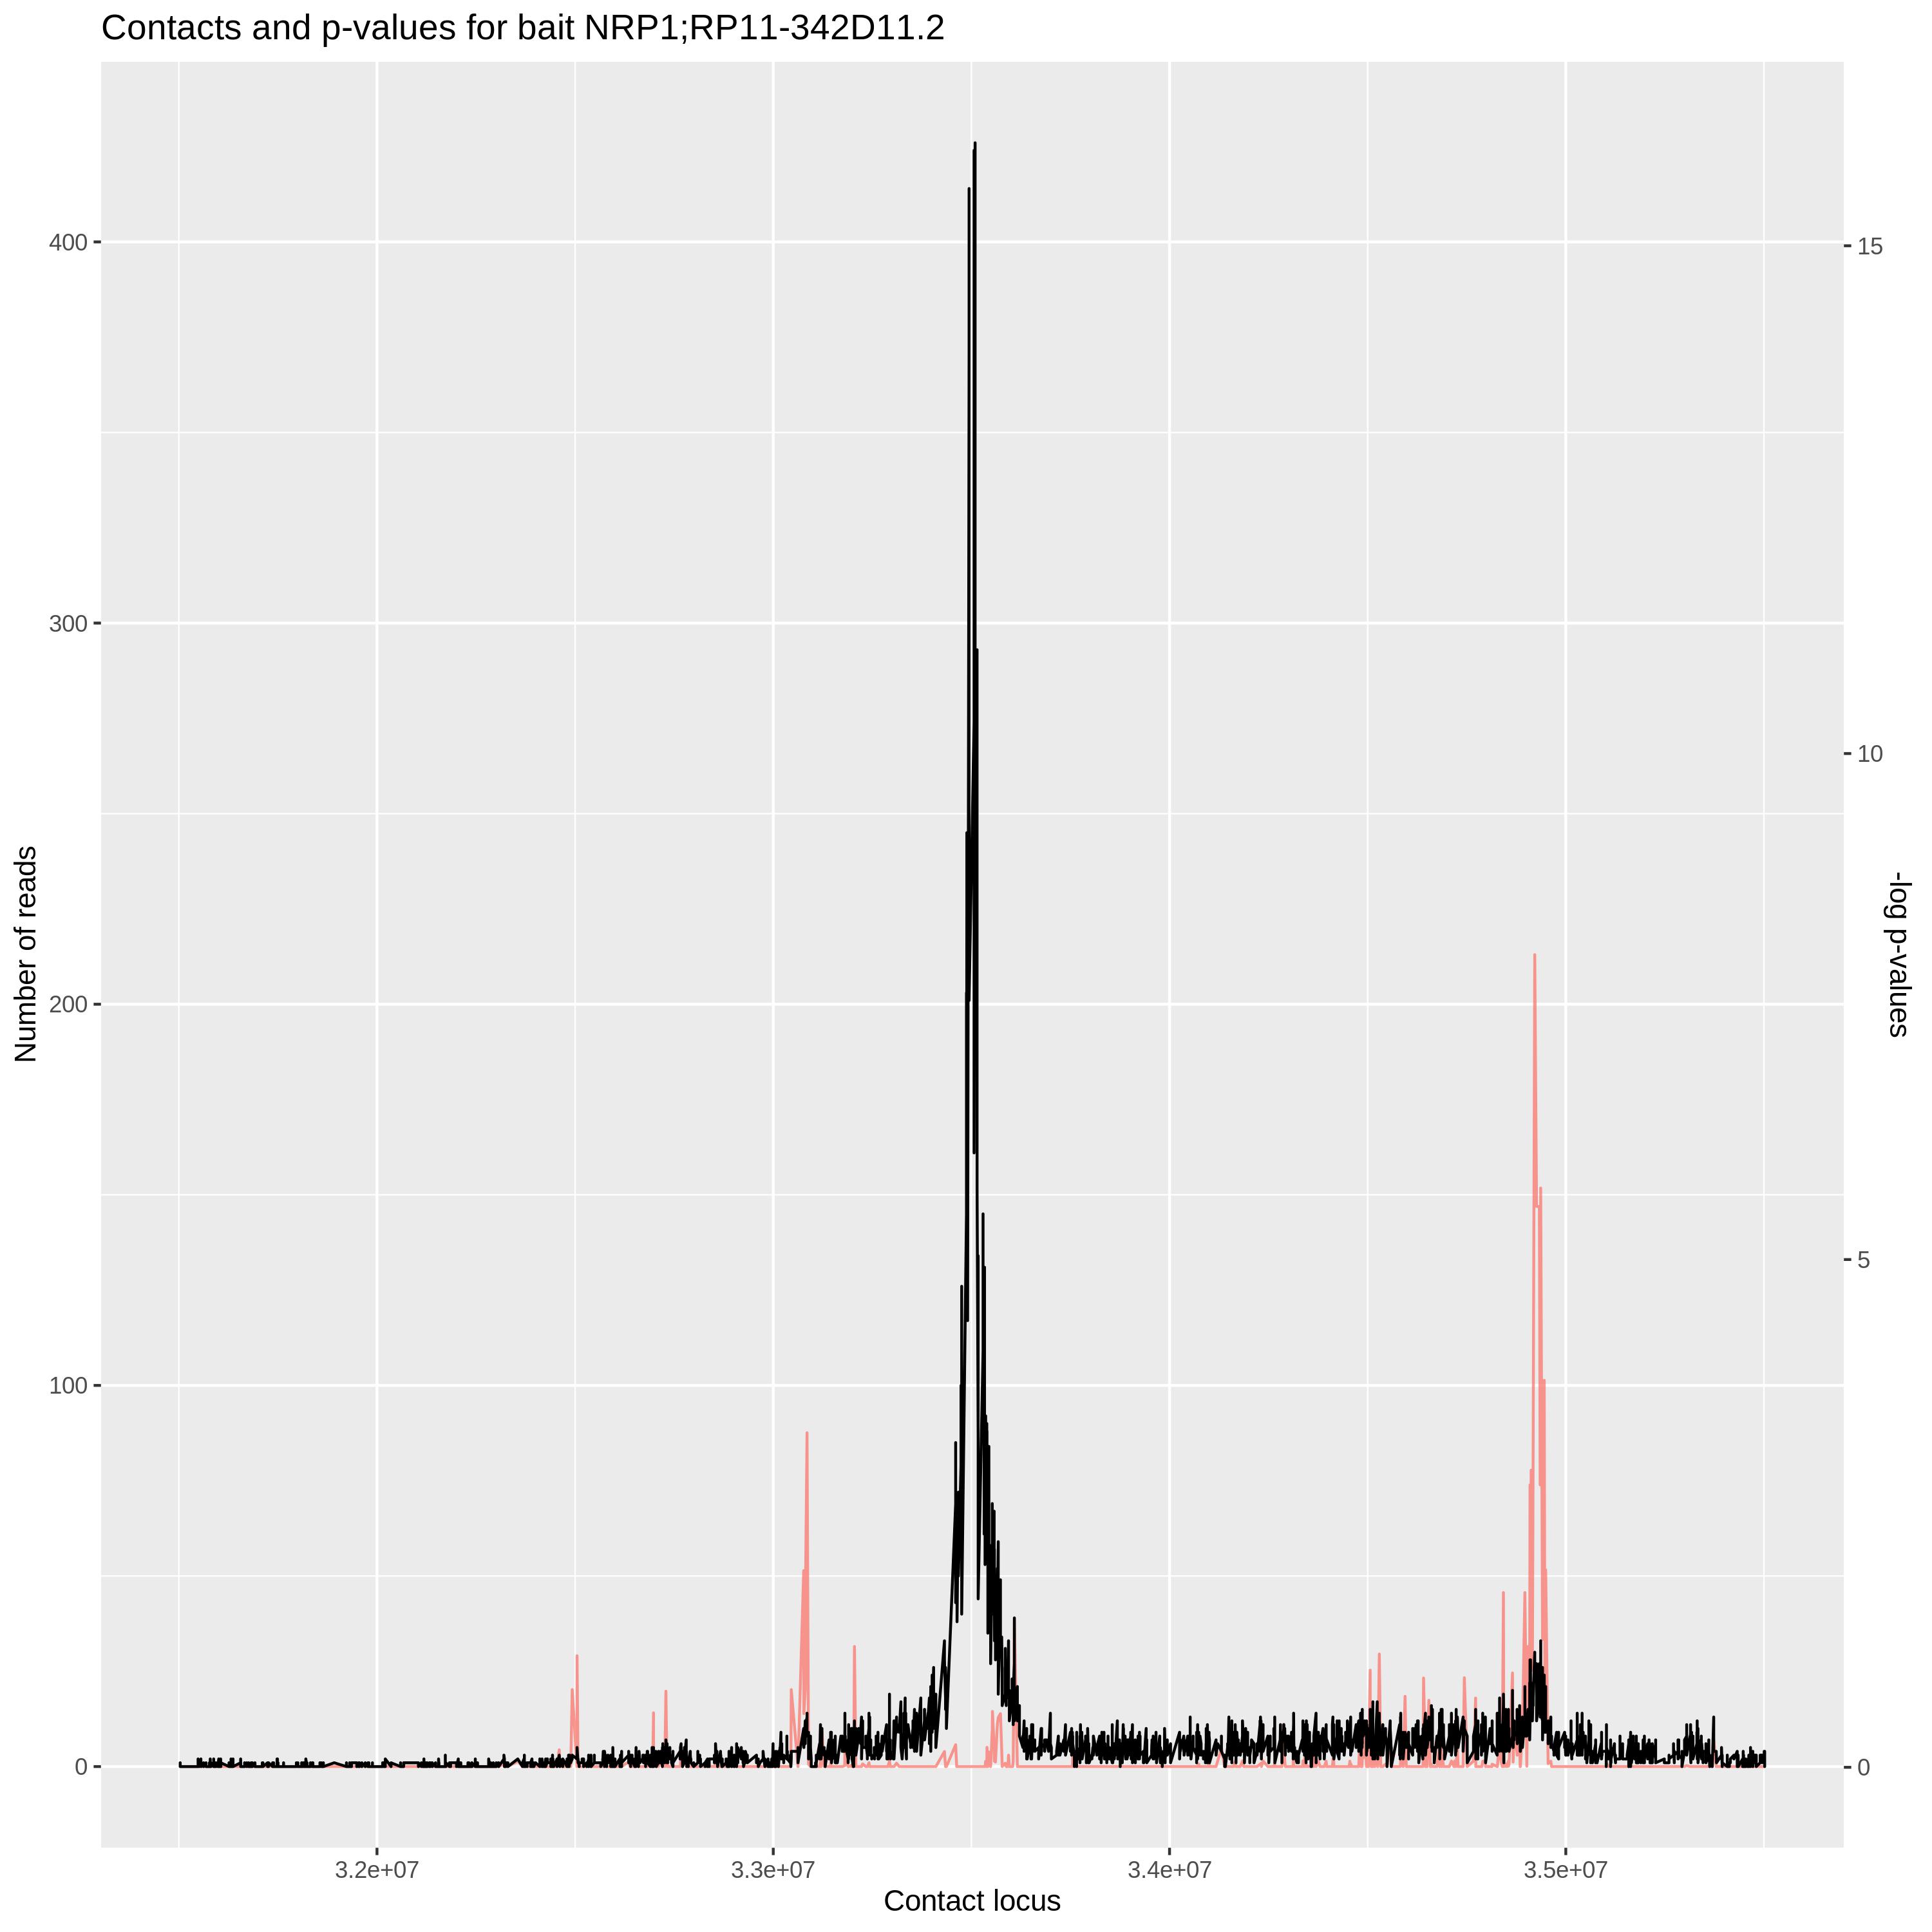 Contacts and p-values for bait NRP1;RP11-342D11.2
400
300
200
100
0
Number of reads
15
10
5
0
-log p-values
3.2e+07
3.3e+07
3.4e+07
3.5e+07
Contact locus